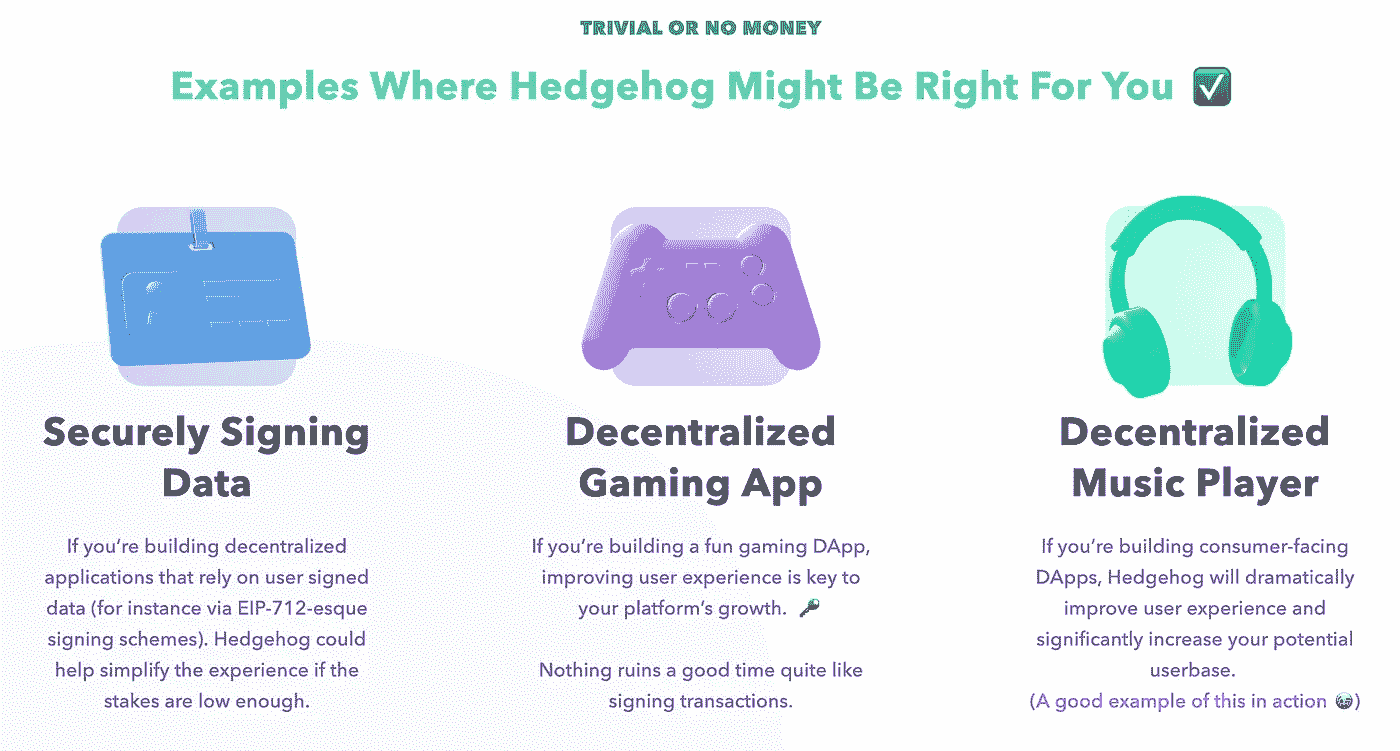 TRIVIAL OR NO MONEY
Examples Where Hedgehog Might Be Right For You ☑
Securely Signing
Data
If you’re building decentralized
applications that rely on user signed
data (for instance via EIP-712-esque
signing schemes). Hedgehog could
help simplify the experience if the
stakes are low enough.
Decentralized
Gaming App
If you’re building a fun gaming DApp,
improving user experience is key to
your platform’s growth. 🔑
Nothing ruins a good time quite like
signing transactions.
Decentralized
Music Player
If you’re building consumer-facing
DApps, Hedgehog will dramatically
improve user experience and
significantly increase your potential
userbase.
(A good example of this in action )